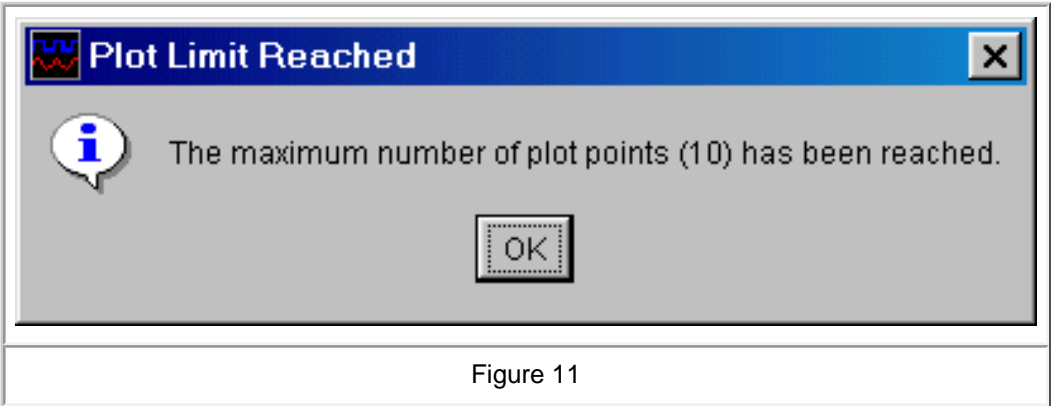 Plot Limit Reached
The maximum number of plot points (10) has been reached.
OK
Figure 11